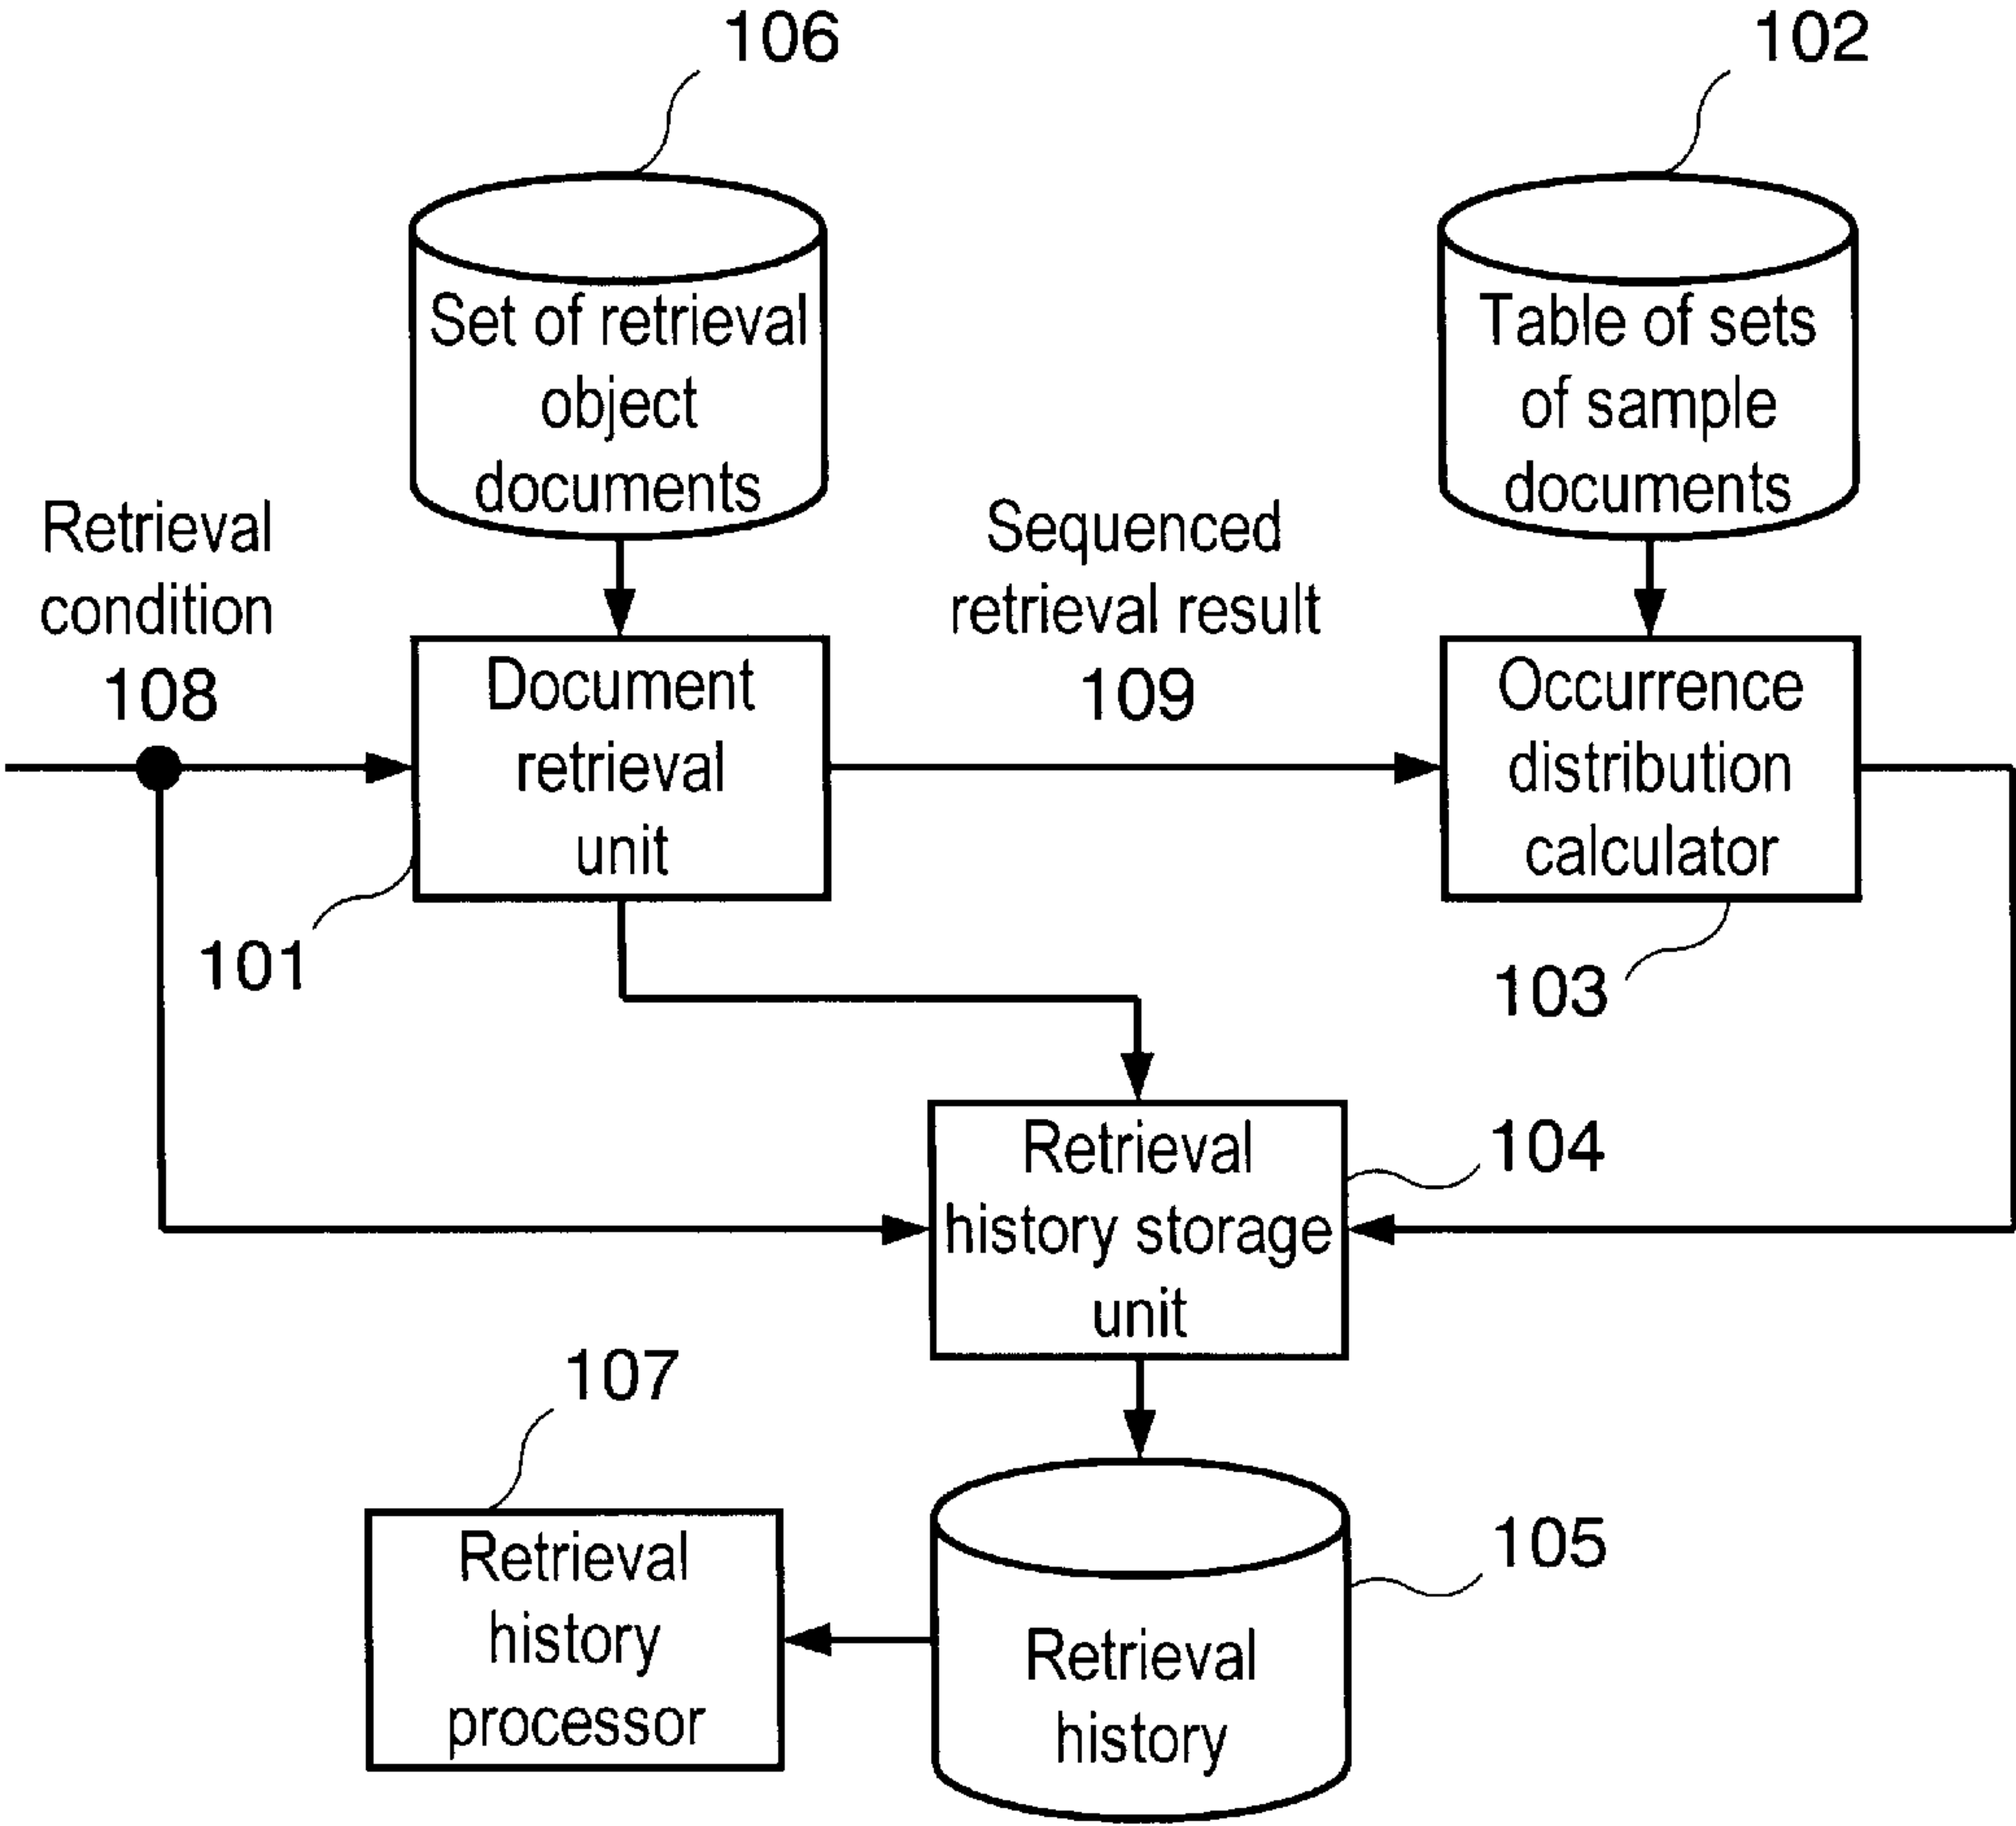 106
102
Set of retrieval
object
documents
Table of sets
of sample
documents
Retrieval
condition
108
Sequenced
retrieval result
109
Document
retrieval
unit
Occurrence
distribution
calculator
101
103
Retrieval
history storage
unit
104
107
Retrieval
history
processor
105
Retrieval
history